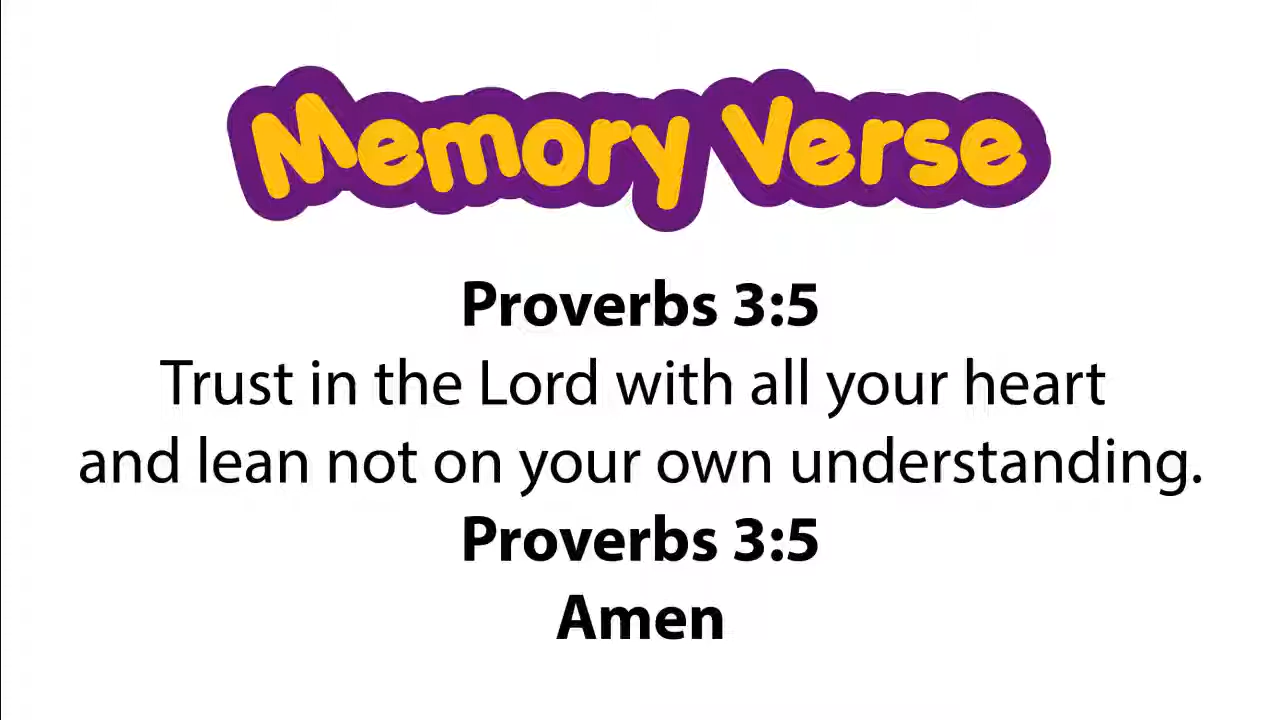 Memory Verse
Proverbs 3:5
Trust in the Lord with all your heart
and lean not on your own understanding.
Proverbs 3:5
Amen